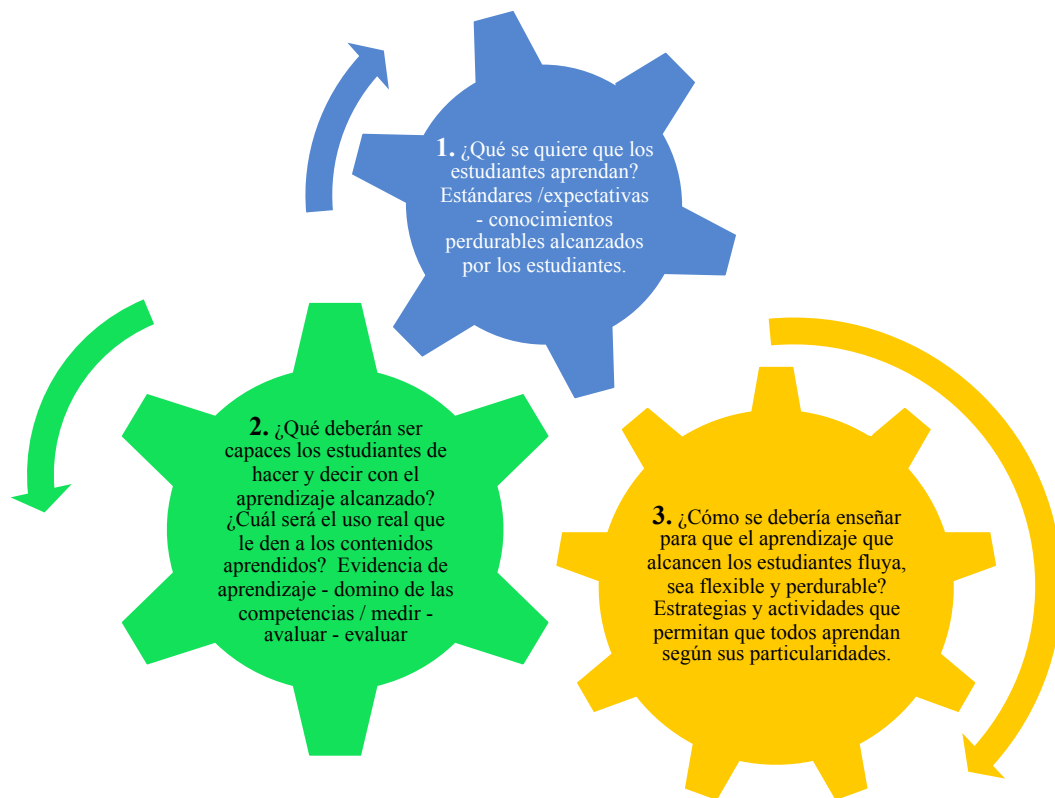 1. ¿Qué se quiere que los
estudiantes aprendan?
Estándares /expectativas
- conocimientos
perdurables alcanzados
por los estudiantes.
2. ¿Qué deberán ser
capaces los estudiantes de
hacer y decir con el
aprendizaje alcanzado?
¿Cuál será el uso real que
le den a los contenidos
aprendidos? Evidencia de
aprendizaje - domino de las
competencias / medir -
avaluar - evaluar
3. ¿Cómo se debería enseñar
para que el aprendizaje que
alcancen los estudiantes fluya,
sea flexible y perdurable?
Estrategias y actividades que
permitan que todos aprendan
según sus particularidades.